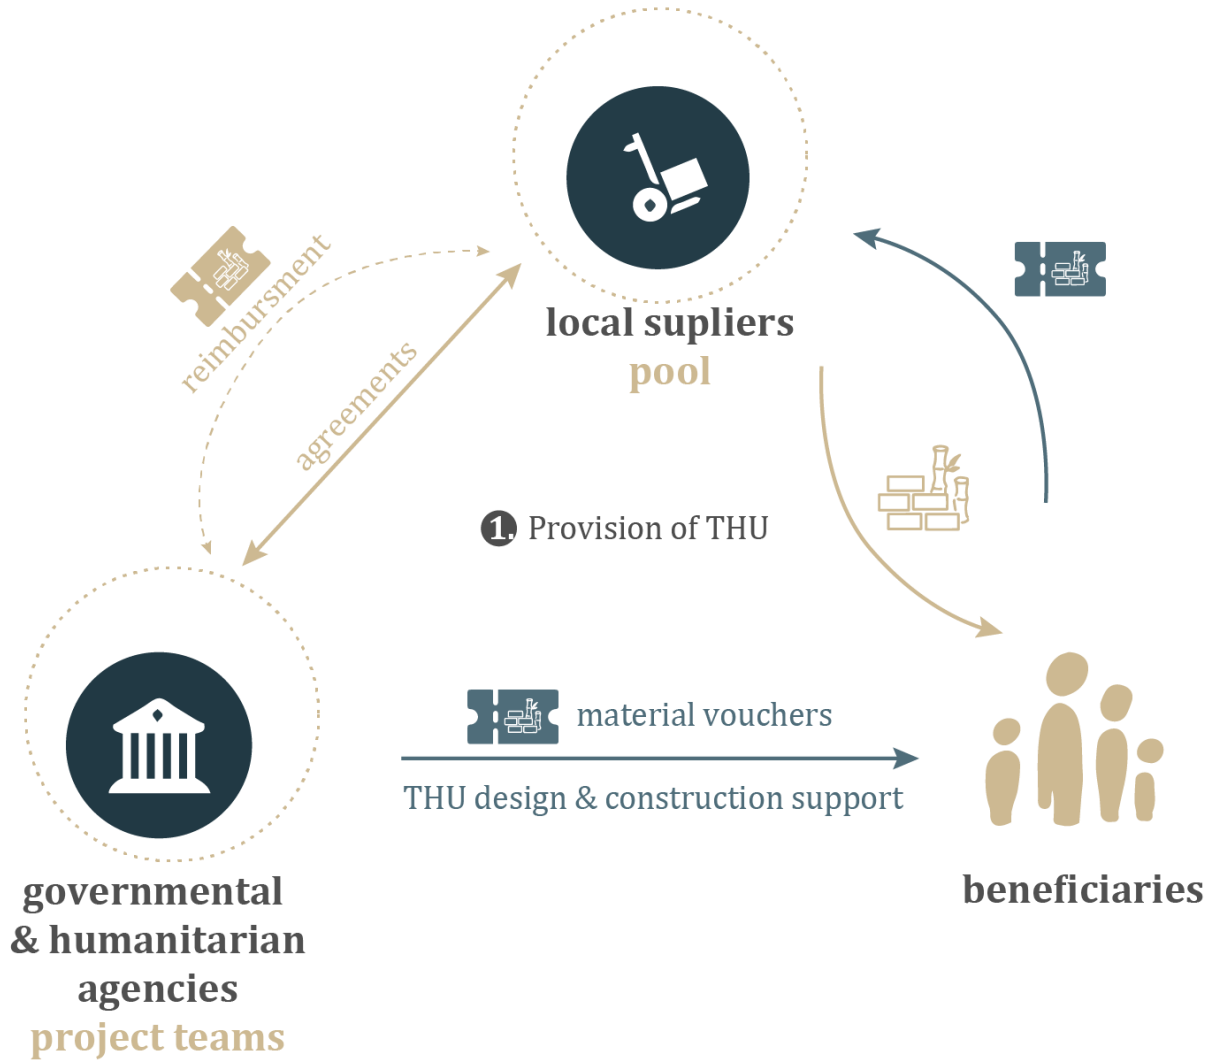 reimbursment
agreements
local supliers
pool
1. Provision of THU
material vouchers
THU design & construction support
governmental
& humanitarian
agencies
project teams
beneficiaries